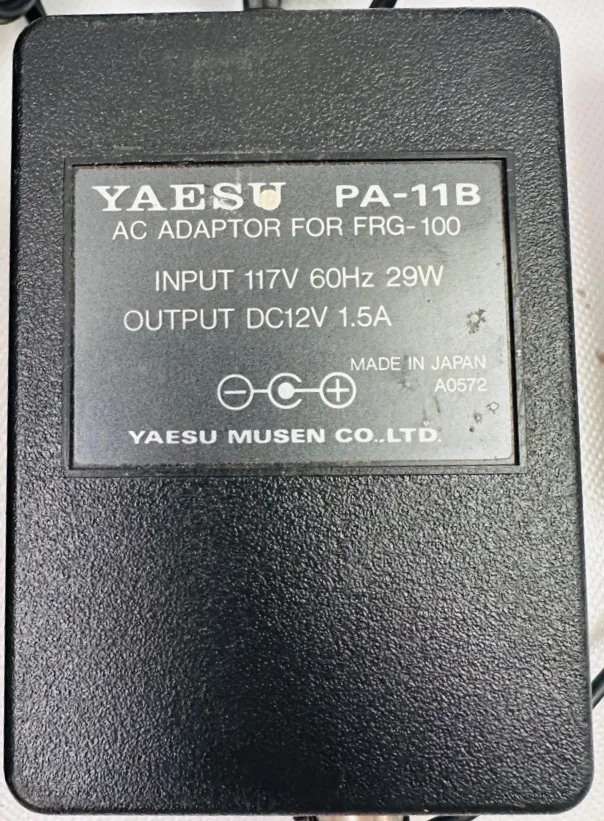 YAESU PA-11B
AC ADAPTOR FOR FRG-100
INPUT 117V 60Hz 29W
OUTPUT DC12V 1.5A
MADE IN JAPAN
A0572
YAESU MUSEN CO.,LTD.